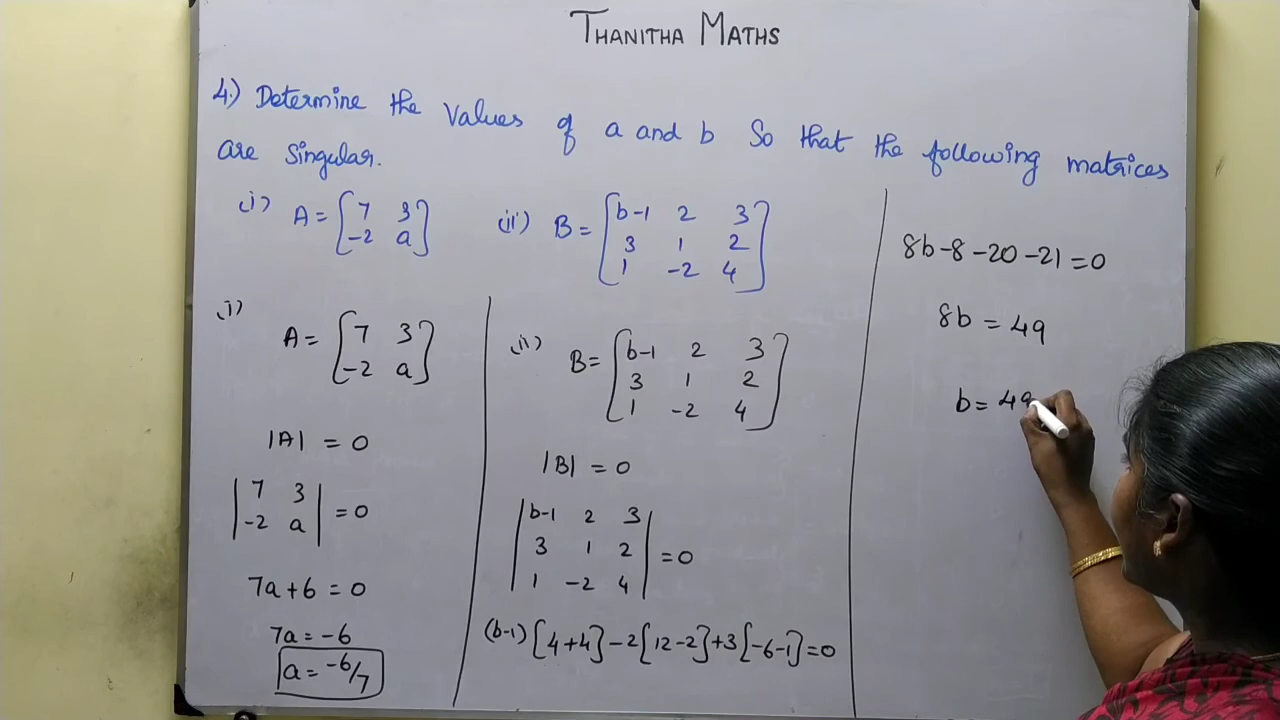 THANITHA MATHS
4.) Determine the values of a and b So that the following matrices
are Singular.
(i) A = [7 3
-2 a]
(ii) B = [b-1 2 3
3 1 2
1 -2 4]
(i)
A = [7 3
-2 a]
|A| = 0
|7 3
-2 a| = 0
7a+6 = 0
7a = -6
a = -6/7
(ii)
B = [b-1 2 3
3 1 2
1 -2 4]
|B| = 0
|b-1 2 3
3 1 2
1 -2 4| = 0
(b-1) [4+4] -2[12-2]+3[-6-1]=0
8b-8-20-21=0
8b = 49
b = 49